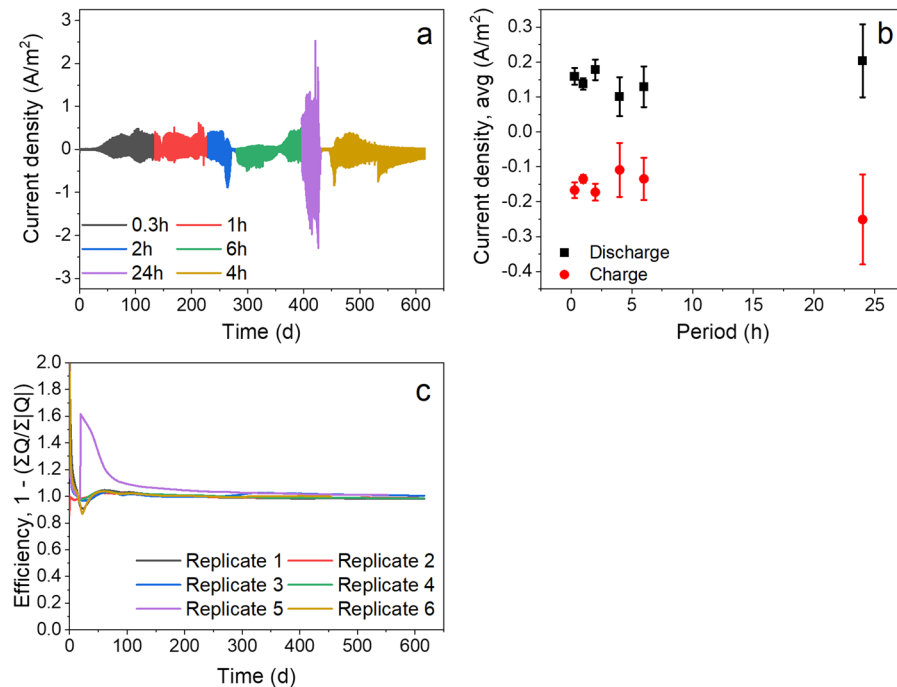 a
Current density (A/m²)
3
2
1
0
-1
-2
-3
0.3h 1h
2h 6h
24h 4h
0 100 200 300 400 500 600
Time (d)
b
Current density, avg (A/m²)
0.3
0.2
0.1
0.0
-0.1
-0.2
-0.3
-0.4
Discharge
Charge
0 5 10 15 20 25
Period (h)
c
Efficiency, 1 - (ΣQ/Σ|Q|)
2.0
1.8
1.6
1.4
1.2
1.0
0.8
0.6
0.4
0.2
0.0
Replicate 1 Replicate 2
Replicate 3 Replicate 4
Replicate 5 Replicate 6
0 100 200 300 400 500 600
Time (d)